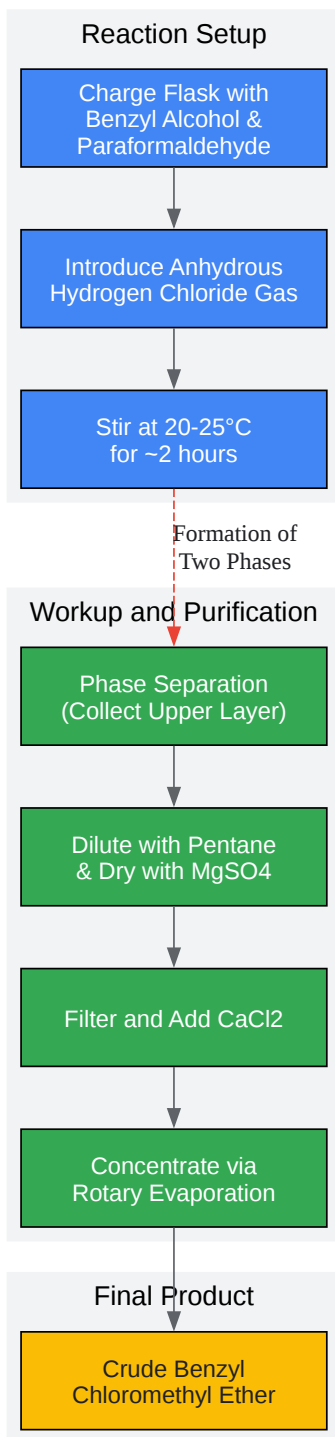 Reaction Setup
Charge Flask with
Benzyl Alcohol &
Paraformaldehyde
Introduce Anhydrous
Hydrogen Chloride Gas
Stir at 20-25°C
for ~2 hours
Formation of
Two Phases
Workup and Purification
Phase Separation
(Collect Upper Layer)
Dilute with Pentane
& Dry with MgSO4
Filter and Add CaCl2
Concentrate via
Rotary Evaporation
Final Product
Crude Benzyl
Chloromethyl Ether